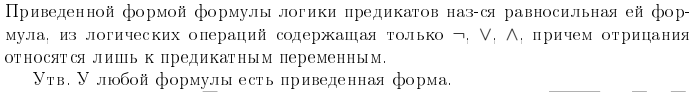 Приведенной формой формулы логики предикатов наз-ся равносильная ей фор-
мула, из логических операций содержащая только ¬, ∨, ∧, причем отрицания
относятся лишь к предикатным переменным.
Утв. У любой формулы есть приведенная форма.